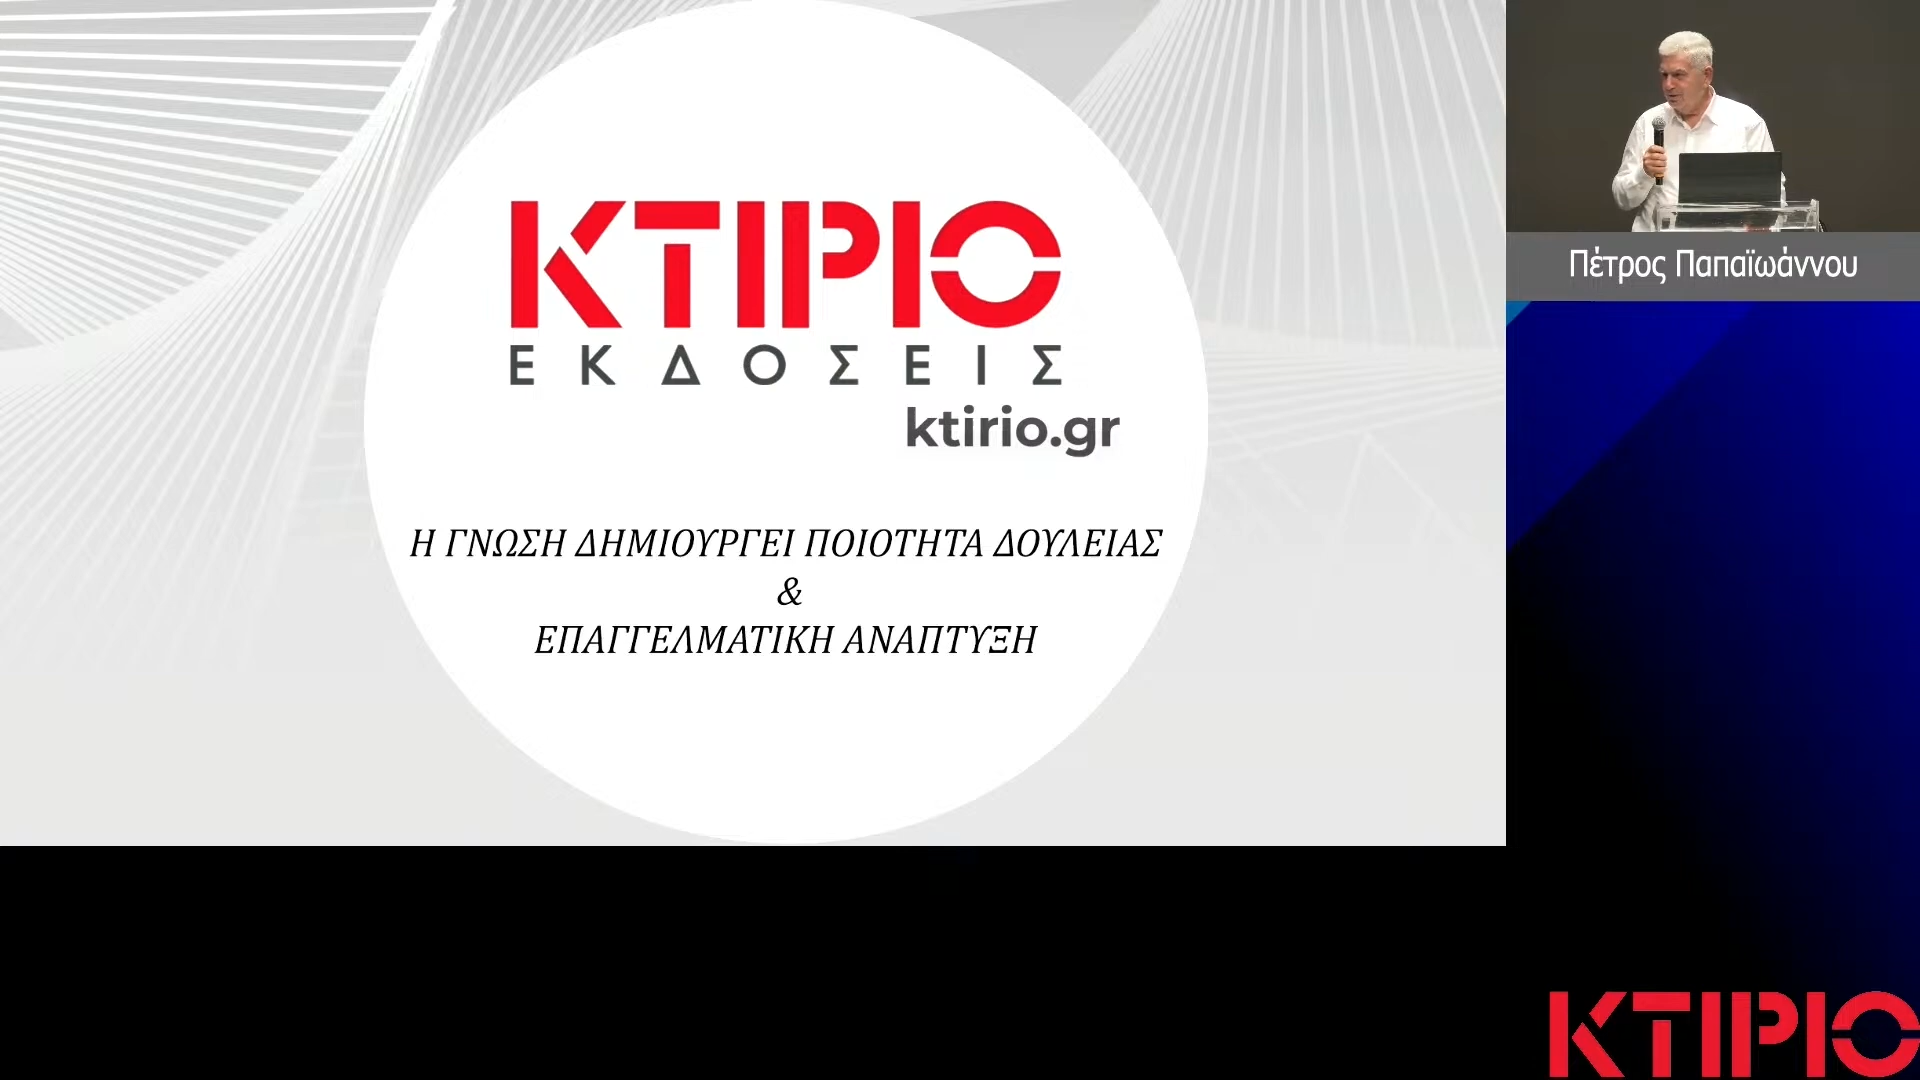 ΚΤΙΡΙΟ
ΕΚΔΟΣΕΙΣ
ktirio.gr
Η ΓΝΩΣΗ ΔΗΜΙΟΥΡΓΕΙ ΠΟΙΟΤΗΤΑ ΔΟΥΛΕΙΑΣ
&
ΕΠΑΓΓΕΛΜΑΤΙΚΗ ΑΝΑΠΤΥΞΗ
Πέτρος Παπαϊωάννου
ΚΤΙΡΙΟ